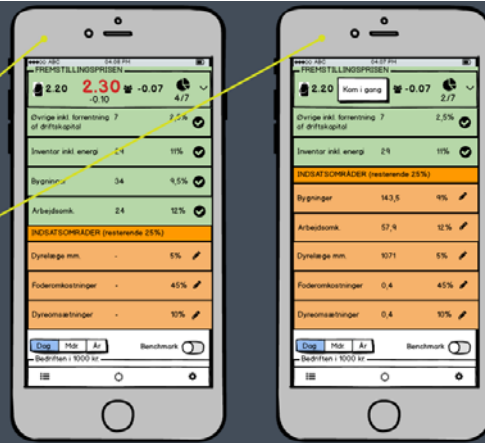 ABC 04:08 PM
FREMSTILLINGSPRISEN
2.20 2.30 -0.07
-0.10 4/7
Øvrige inkl. forrentning 7 2,5%
af driftskapital
Inventar inkl energi 29 11%
Bygninger 34 9,5%
Arbejdsomk. 24 12%
INDSATSOMRÅDER (resterende 25%)
Dyrelæge mm. - 5%
Foderomkostninger - 45%
Dyreomsætninger - 10%
Dag Mdr. År Benchmark
Bedriften i 1000 kr.
ABC 04:07 PM
FREMSTILLINGSPRISEN
2.20 Kom i gang -0.07
2/7
Øvrige inkl. forrentning 7 2,5%
af driftskapital
Inventar inkl energi 29 11%
INDSATSOMRÅDER (resterende 25%)
Bygninger 143,5 9%
Arbejdsomk. 57,9 12%
Dyrelæge mm. 1071 5%
Foderomkostninger 0,4 45%
Dyreomsætninger 0,4 10%
Dag Mdr. År Benchmark
Bedriften i 1000 kr.